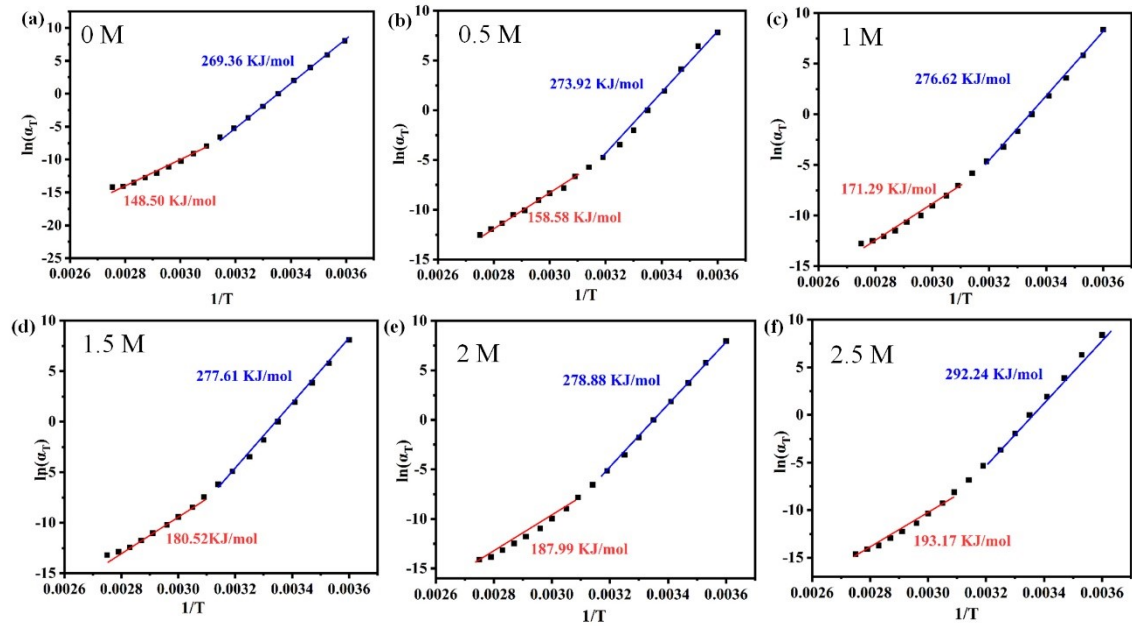 (a)
0 M
269.36 KJ/mol
148.50 KJ/mol
ln(α_T)
10
5
0
-5
-10
-15
-20
-25
0.0026 0.0028 0.0030 0.0032 0.0034 0.0036
1/T
(b)
0.5 M
273.92 KJ/mol
158.58 KJ/mol
ln(α_T)
10
5
0
-5
-10
-15
0.0026 0.0028 0.0030 0.0032 0.0034 0.0036
1/T
(c)
1 M
276.62 KJ/mol
171.29 KJ/mol
ln(α_T)
10
5
0
-5
-10
-15
0.0026 0.0028 0.0030 0.0032 0.0034 0.0036
1/T
(d)
1.5 M
277.61 KJ/mol
180.52KJ/mol
ln(α_T)
10
5
0
-5
-10
-15
0.0026 0.0028 0.0030 0.0032 0.0034 0.0036
1/T
(e)
2 M
278.88 KJ/mol
187.99 KJ/mol
ln(α_T)
10
5
0
-5
-10
-15
0.0026 0.0028 0.0030 0.0032 0.0034 0.0036
1/T
(f)
2.5 M
292.24 KJ/mol
193.17 KJ/mol
ln(α_T)
10
5
0
-5
-10
-15
0.0026 0.0028 0.0030 0.0032 0.0034 0.0036
1/T